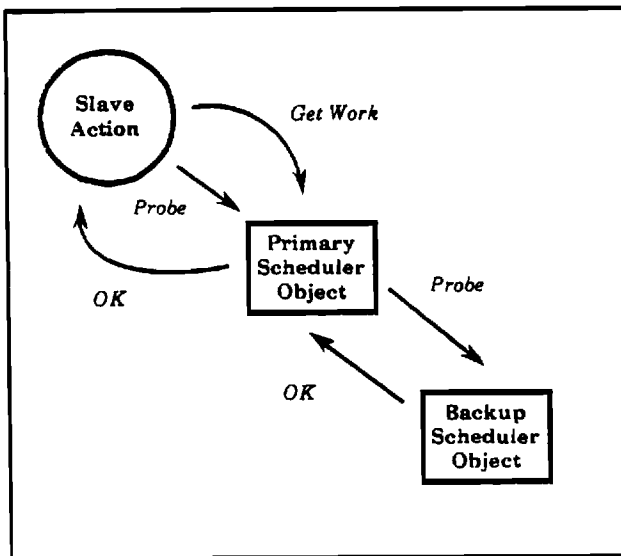 Slave
Action
Get Work
Probe
Primary
Scheduler
Object
OK
Probe
OK
Backup
Scheduler
Object